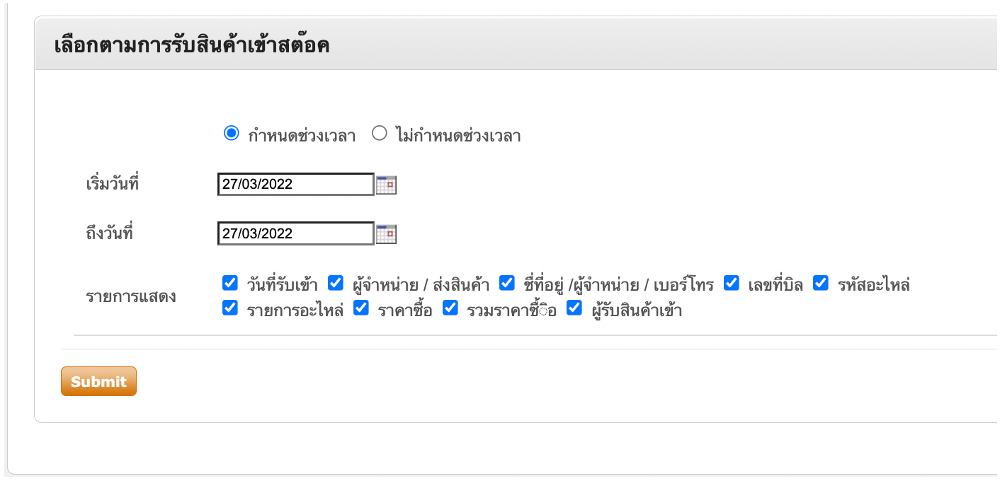 เลือกตามการรับสินค้าเข้าสต๊อค
กำหนดช่วงเวลา ไม่กำหนดช่วงเวลา
เริ่มวันที่ 27/03/2022
ถึงวันที่ 27/03/2022
รายการแสดง
วันที่รับเข้า ผู้จำหน่าย / ส่งสินค้า ชื่ที่อยู่ /ผู้จำหน่าย / เบอร์โทร เลขที่บิล รหัสอะไหล่
รายการอะไหล่ ราคาซื้อ รวมราคาซื้ิอ ผู้รับสินค้าเข้า
Submit